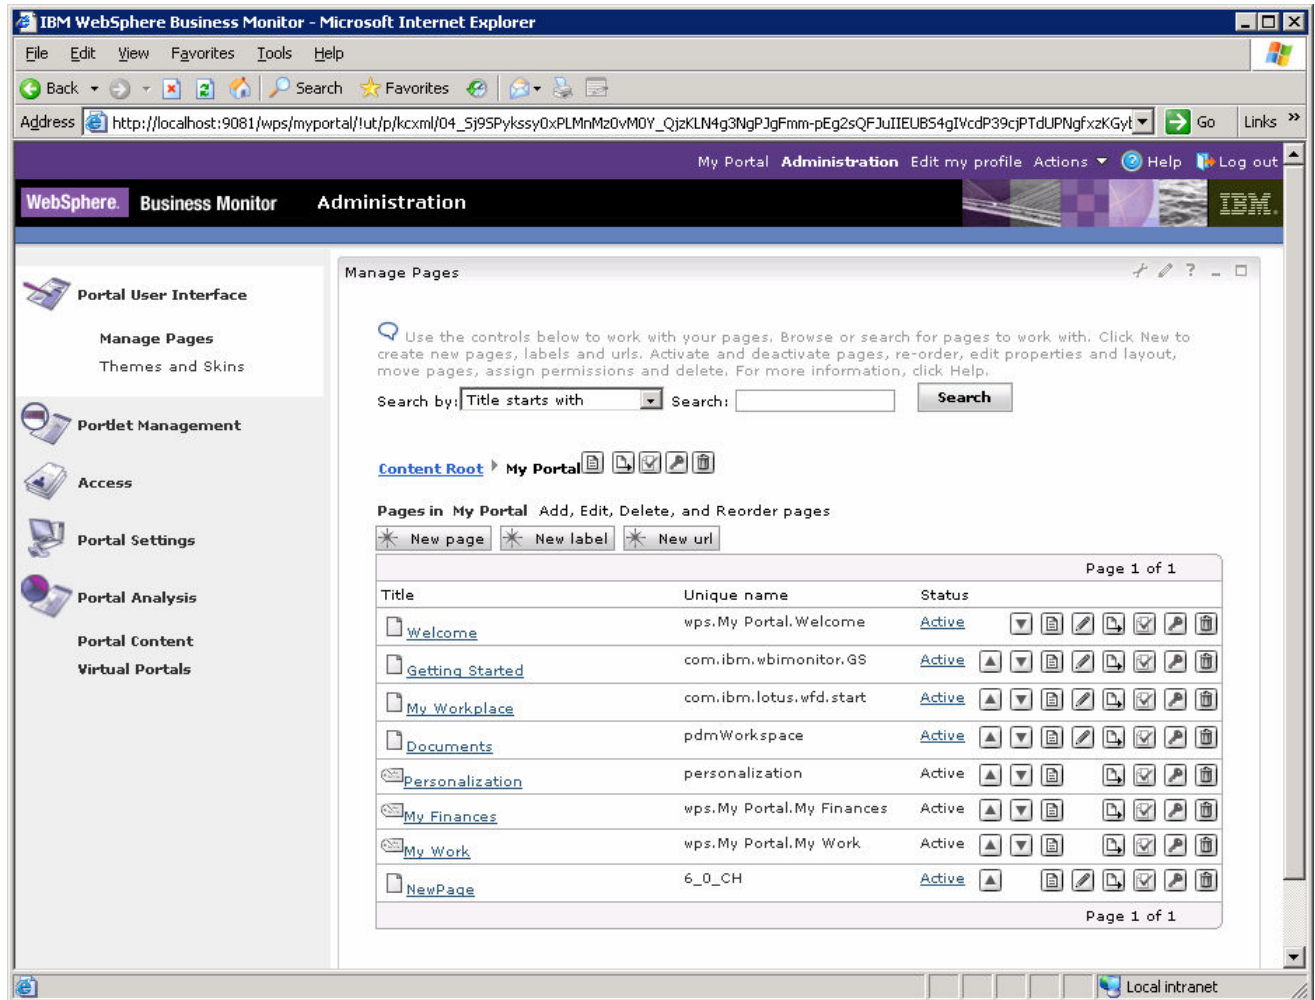 IBM WebSphere Business Monitor - Microsoft Internet Explorer
File Edit View Favorites Tools Help
Back Search Favorites
Address http://localhost:9081/wps/myportal/!ut/p/kcxml/04_Sj9SPykssy0xPLMnMz0vM0Y_QjzKLN4g3NgPJgFmm-pEg2sQFJuIIEUBS4gIVcdP39cjPTdUPNgfxzKGyt Go Links »
My Portal Administration Edit my profile Actions Help Log out
WebSphere. Business Monitor Administration IBM.
Portal User Interface
Manage Pages
Themes and Skins
Portlet Management
Access
Portal Settings
Portal Analysis
Portal Content
Virtual Portals
Manage Pages
Use the controls below to work with your pages. Browse or search for pages to work with. Click New to
create new pages, labels and urls. Activate and deactivate pages, re-order, edit properties and layout,
move pages, assign permissions and delete. For more information, click Help.
Search by: Title starts with Search: Search
Content Root My Portal
Pages in My Portal Add, Edit, Delete, and Reorder pages
New page New label New url
Page 1 of 1
Title Unique name Status
Welcome wps.My Portal.Welcome Active
Getting Started com.ibm.wbimonitor.GS Active
My Workplace com.ibm.lotus.wfd.start Active
Documents pdmWorkspace Active
Personalization personalization Active
My Finances wps.My Portal.My Finances Active
My Work wps.My Portal.My Work Active
NewPage 6_0_CH Active
Page 1 of 1
Local intranet